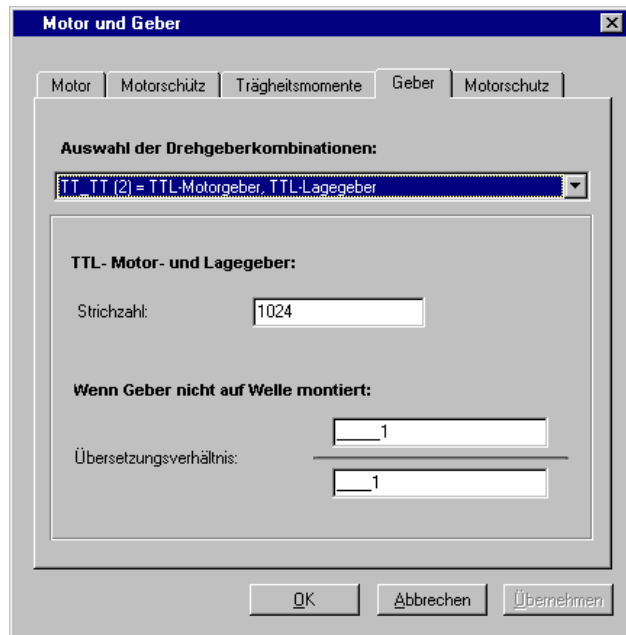 Motor und Geber
Motor Motorschütz Trägheitsmomente Geber Motorschutz
Auswahl der Drehgeberkombinationen:
TT_TT (2) = TTL-Motorgeber, TTL-Lagegeber
TTL- Motor- und Lagegeber:
Strichzahl: 1024
Wenn Geber nicht auf Welle montiert:
_____1
Übersetzungsverhältnis:
____1
OK Abbrechen Übernehmen